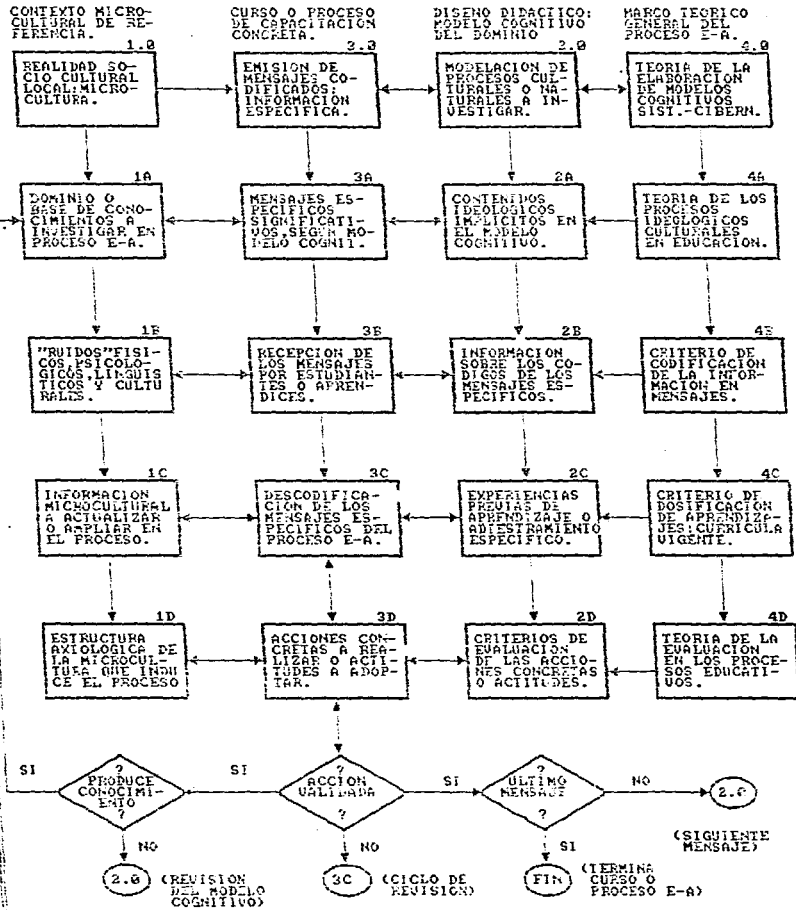 CONTEXTO MICRO-
CULTURAL DE RE-
FERENCIA.
1.0
REALIDAD SO-
CIO CULTURAL
LOCAL:MICRO-
CULTURA.
CURSO O PROCESO
DE CAPACITACION
CONCRETA.
3.0
EMISION DE
MENSAJES CO-
DIFICADOS:
INFORMACION
ESPECIFICA.
DISENO DIDACTICO:
MODELO COGNITIVO
DEL DOMINIO
2.0
MODELACION DE
PROCESOS CUL-
TURALES O NA-
TURALES A IN-
VESTIGAR.
MARCO TEORICO
GENERAL DEL
PROCESO E-A.
4.0
TEORIA DE LA
ELABORACION
DE MODELOS
COGNITIVOS
SIST.-CIBERN.
1A
DOMINIO O
BASE DE CONO-
CIMIENTOS A
INVESTIGAR EN
PROCESO E-A.
3A
MENSAJES ES-
PECIFICOS
SIGNIFICATI-
VOS,SEGUN MO-
DELO COGNIT.
2A
CONTENIDOS
IDEOLOGICOS
IMPLICITOS EN
EL MODELO
COGNITIVO.
4A
TEORIA DE LOS
PROCESOS
IDEOLOGICOS
CULTURALES
EN EDUCACION.
1B
"RUIDOS"FISI-
COS,PSICOLO-
GICOS,LINGUIS
TICOS Y CULTU
RALES.
3B
RECEPCION DE
LOS MENSAJES
POR ESTUDIAN-
TES O APREN-
DICES.
2B
INFORMACION
SOBRE LOS CO-
DIGOS DE LOS
MENSAJES ES-
PECIFICOS.
4B
CRITERIO DE
CODIFICACION
DE LA INFOR-
MACION EN
MENSAJES.
1C
INFORMACION
MICROCULTURAL
A ACTUALIZAR
O AMPLIAR EN
EL PROCESO.
3C
DESCODIFICA-
CION DE LOS
MENSAJES ES-
PECIFICOS DEL
PROCESO E-A.
2C
EXPERIENCIAS
PREVIAS DE
APRENDIZAJE O
ADIESTRAMIENTO
ESPECIFICO.
4C
CRITERIO DE
DOSIFICACION
DE APRENDIZA-
JES:CURRICULA
VIGENTE.
1D
ESTRUCTURA
AXIOLOGICA DE
LA MICROCUL-
TURA QUE INDU
CE EL PROCESO
3D
ACCIONES CON-
CRETAS A REA-
LIZAR O ACTI-
TUDES A ADOP-
TAR.
2D
CRITERIOS DE
EVALUACION
DE LAS ACCIO-
NES CONCRETAS
O ACTITUDES.
4D
TEORIA DE LA
EVALUACION
EN LOS PROCE-
SOS EDUCATI-
VOS.
SI
?
PRODUCE
CONOCIMI-
ENTO
?
SI
?
ACCION
VALIDADA
?
SI
?
ULTIMO
MENSAJE
?
NO
2.0
(SIGUIENTE
MENSAJE)
NO
2.0
(REVISION
DEL MODELO
COGNITIVO)
NO
3C
(CICLO DE
REVISION)
SI
FIN
(TERMINA
CURSO O
PROCESO E-A)